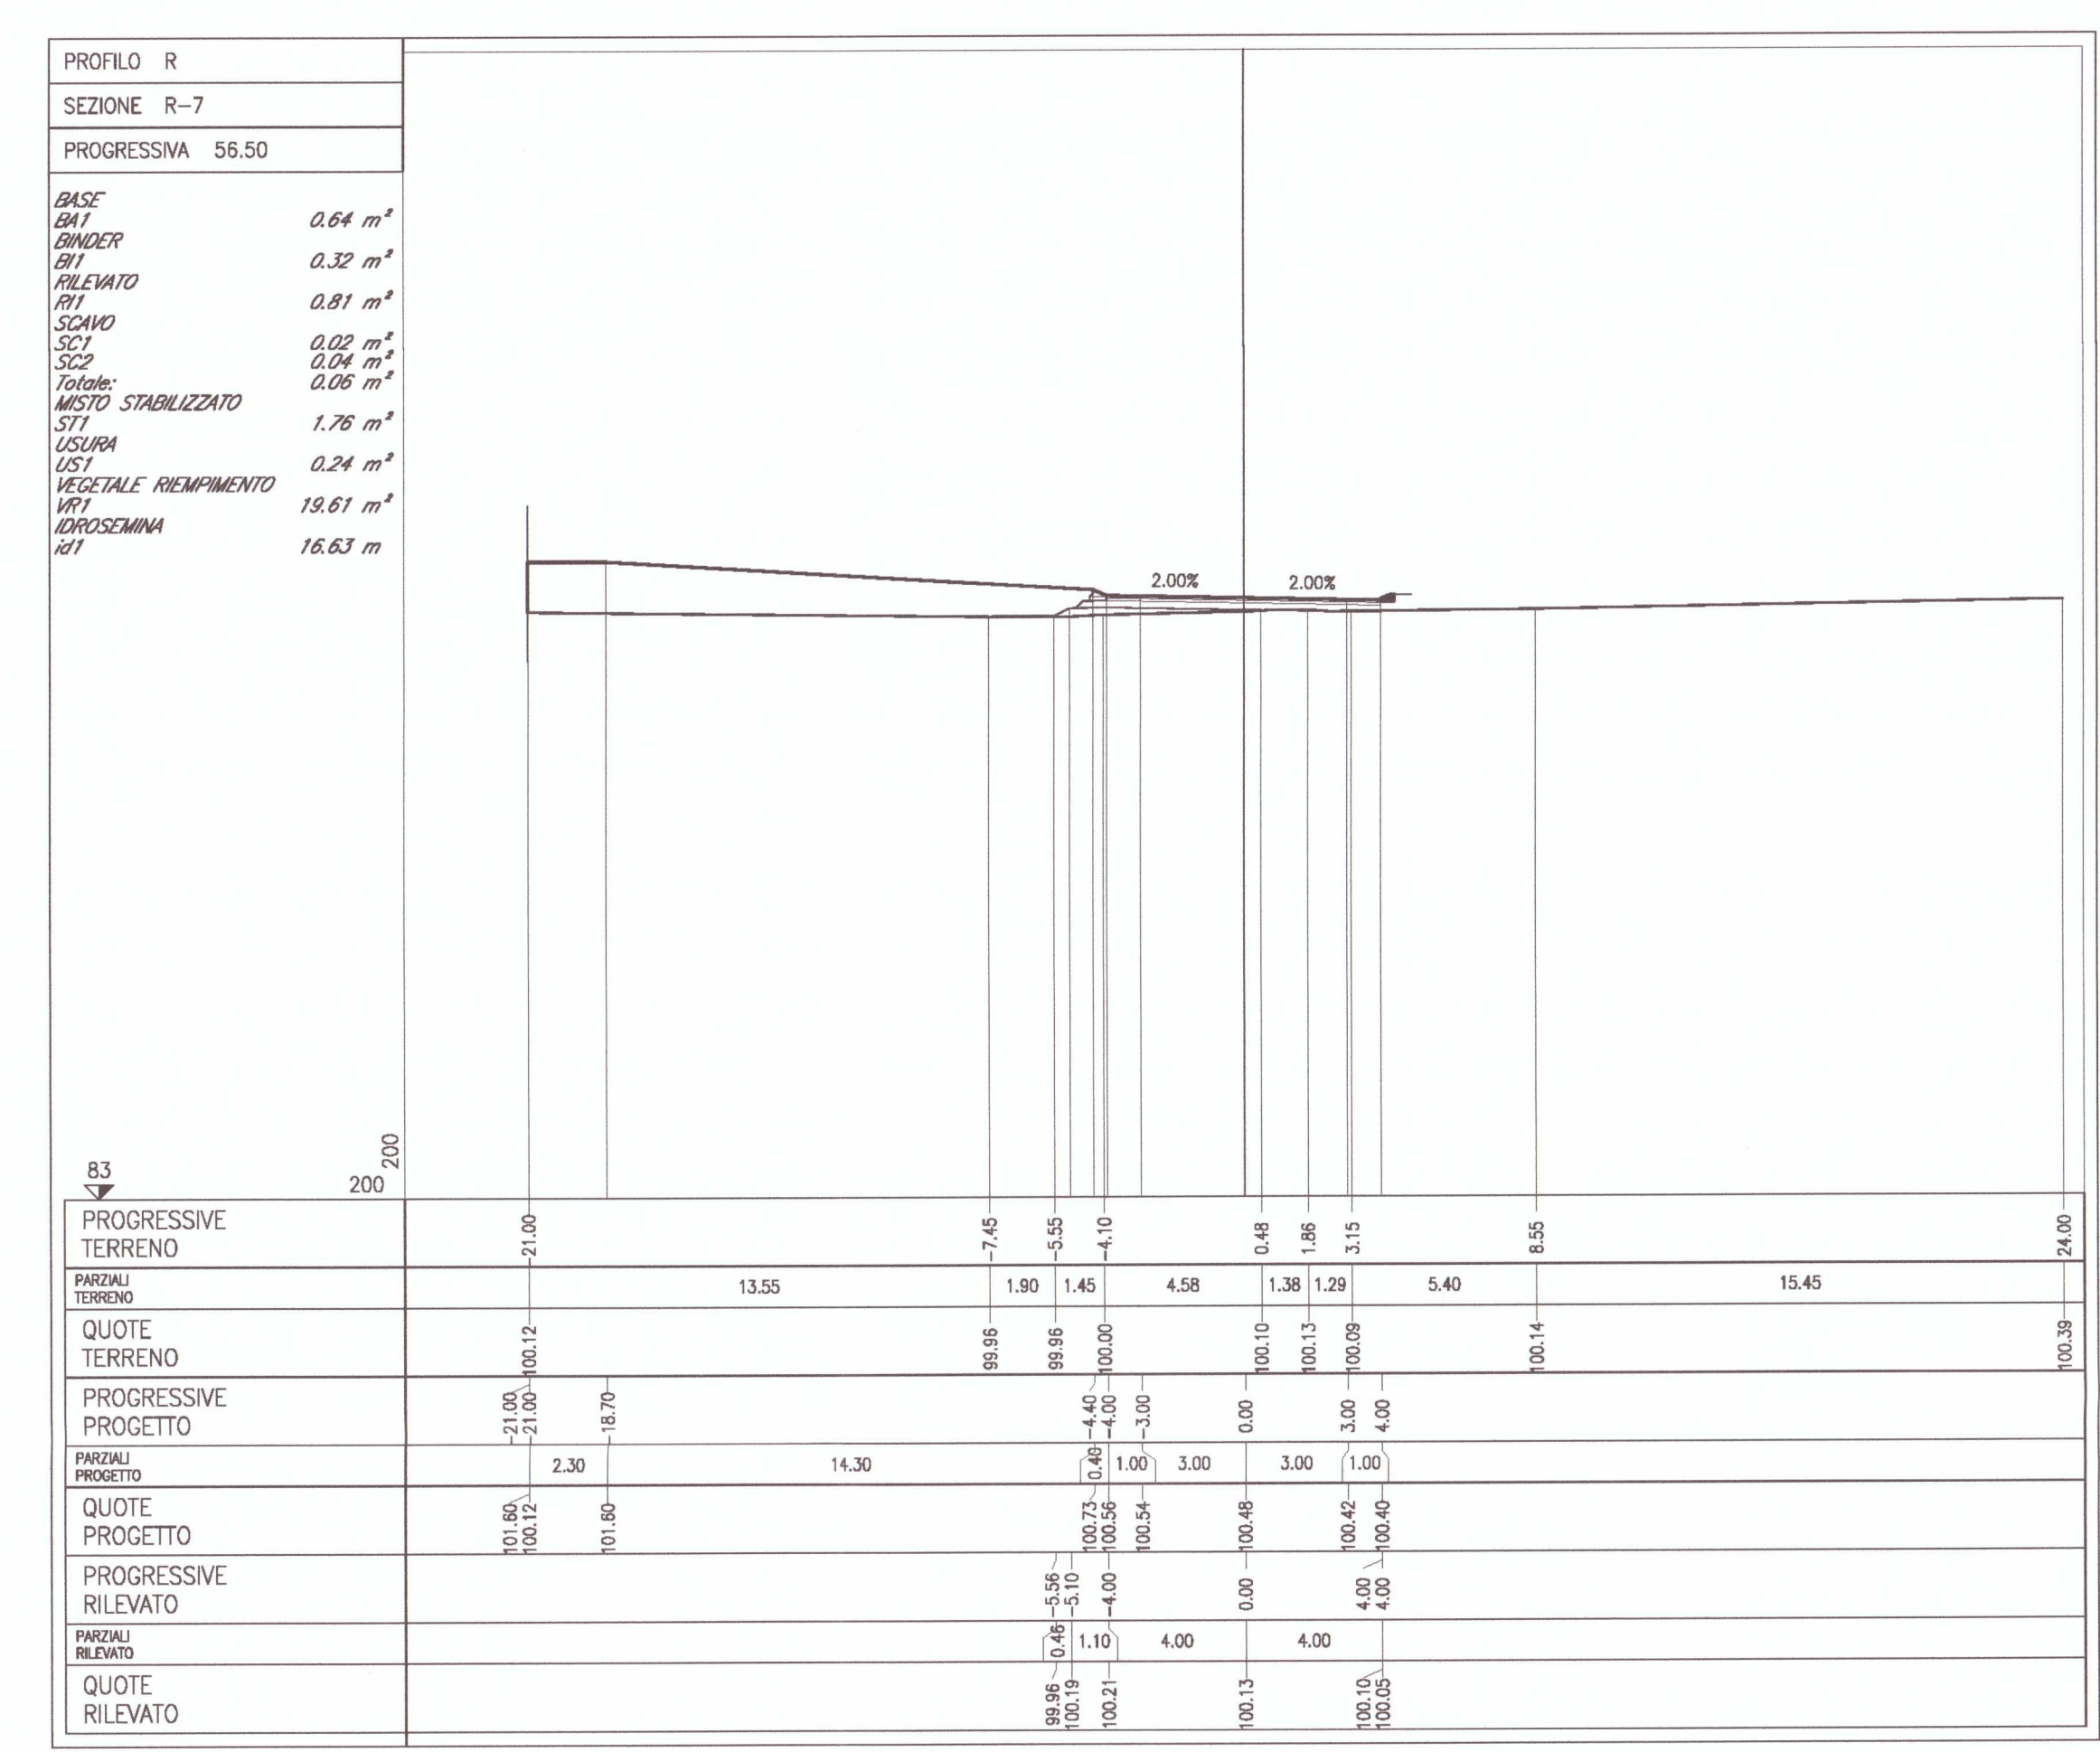 PROFILO R
SEZIONE R-7
PROGRESSIVA 56.50
BASE
BA1 0.64 m²
BINDER
BI1 0.32 m²
RILEVATO
RI1 0.81 m²
SCAVO
SC1 0.02 m²
SC2 0.04 m²
Totale: 0.06 m²
MISTO STABILIZZATO
ST1 1.76 m²
USURA
US1 0.24 m²
VEGETALE RIEMPIMENTO
VR1 19.61 m²
IDROSEMINA
id1 16.63 m
2.00% 2.00%
83 200 200
PROGRESSIVE
TERRENO
-21.00 -7.45 -5.55 -4.10 0.48 1.86 3.15 8.55 24.00
PARZIALI
TERRENO
13.55 1.90 1.45 4.58 1.38 1.29 5.40 15.45
QUOTE
TERRENO
100.12 99.96 99.96 100.00 100.10 100.13 100.09 100.14 100.39
PROGRESSIVE
PROGETTO
-21.00 -21.00 -18.70 -4.40 -4.00 -3.00 0.00 3.00 4.00
PARZIALI
PROGETTO
2.30 14.30 0.40 1.00 3.00 3.00 1.00
QUOTE
PROGETTO
101.60 100.12 101.60 100.73 100.56 100.54 100.48 100.42 100.40
PROGRESSIVE
RILEVATO
-5.56 -5.10 -4.00 0.00 4.00 4.00
PARZIALI
RILEVATO
0.46 1.10 4.00 4.00
QUOTE
RILEVATO
99.96 100.19 100.21 100.13 100.10 100.05